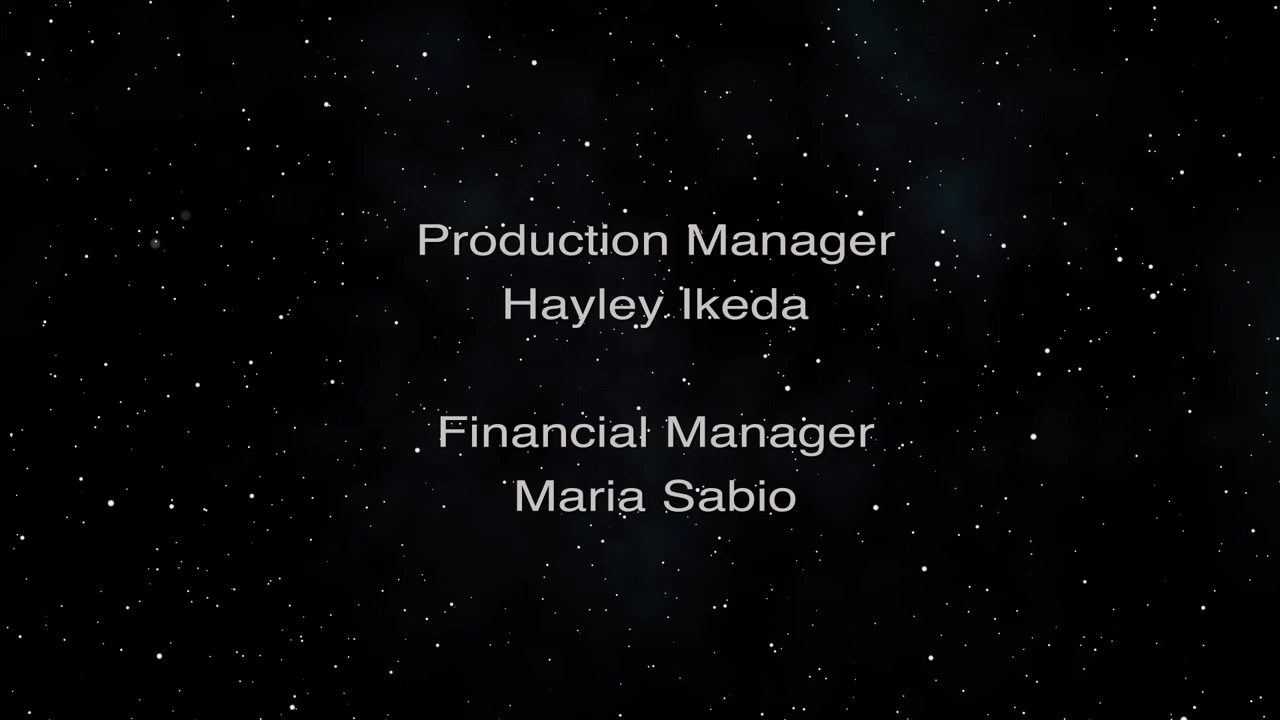 Production Manager
Hayley Ikeda
Financial Manager
Maria Sabio